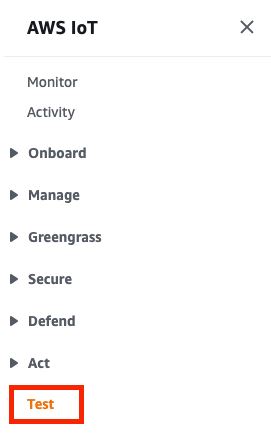 AWS IoT
Monitor
Activity
Onboard
Manage
Greengrass
Secure
Defend
Act
Test